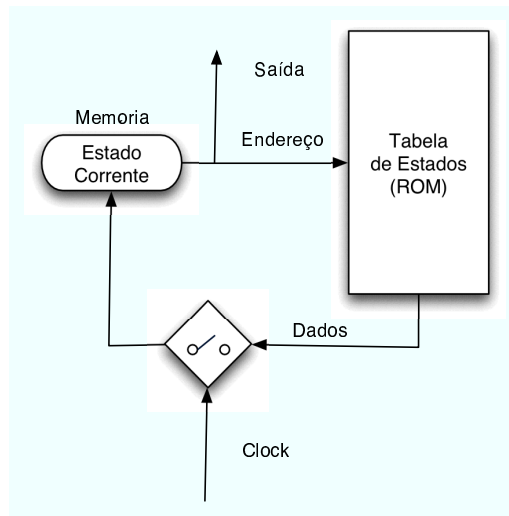 Saída
Memoria
Endereço
Estado
Corrente
Tabela
de Estados
(ROM)
Dados
Clock